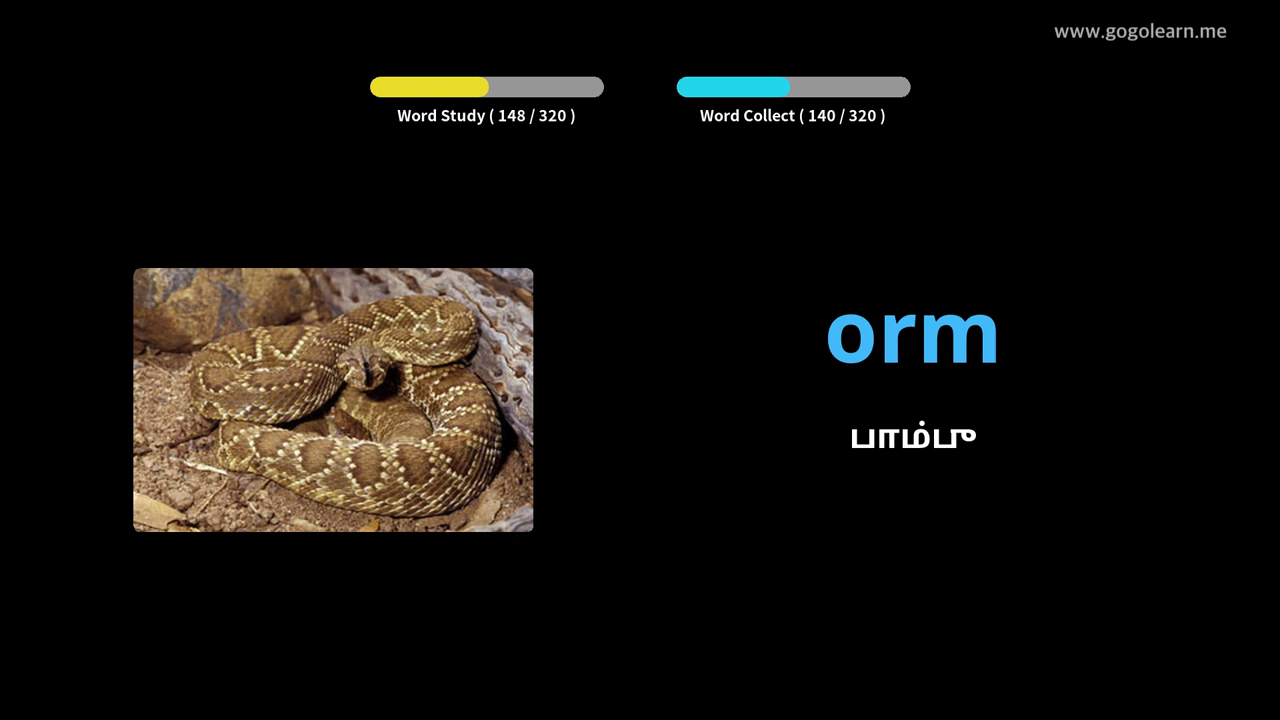 www.gogolearn.me
Word Study ( 148 / 320 )
Word Collect ( 140 / 320 )
orm
பாம்பு